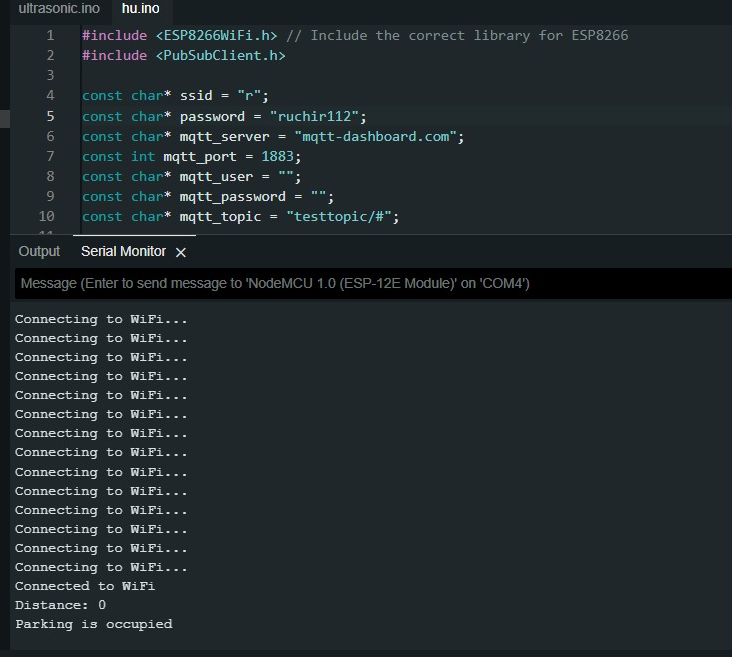 ultrasonic.ino hu.ino
1 #include <ESP8266WiFi.h> // Include the correct library for ESP8266
2 #include <PubSubClient.h>
3
4 const char* ssid = "r";
5 const char* password = "ruchir112";
6 const char* mqtt_server = "mqtt-dashboard.com";
7 const int mqtt_port = 1883;
8 const char* mqtt_user = "";
9 const char* mqtt_password = "";
10 const char* mqtt_topic = "testtopic/#";
11
Output Serial Monitor ×
Message (Enter to send message to 'NodeMCU 1.0 (ESP-12E Module)' on 'COM4')
Connecting to WiFi...
Connecting to WiFi...
Connecting to WiFi...
Connecting to WiFi...
Connecting to WiFi...
Connecting to WiFi...
Connecting to WiFi...
Connecting to WiFi...
Connecting to WiFi...
Connecting to WiFi...
Connecting to WiFi...
Connecting to WiFi...
Connecting to WiFi...
Connecting to WiFi...
Connected to WiFi
Distance: 0
Parking is occupied